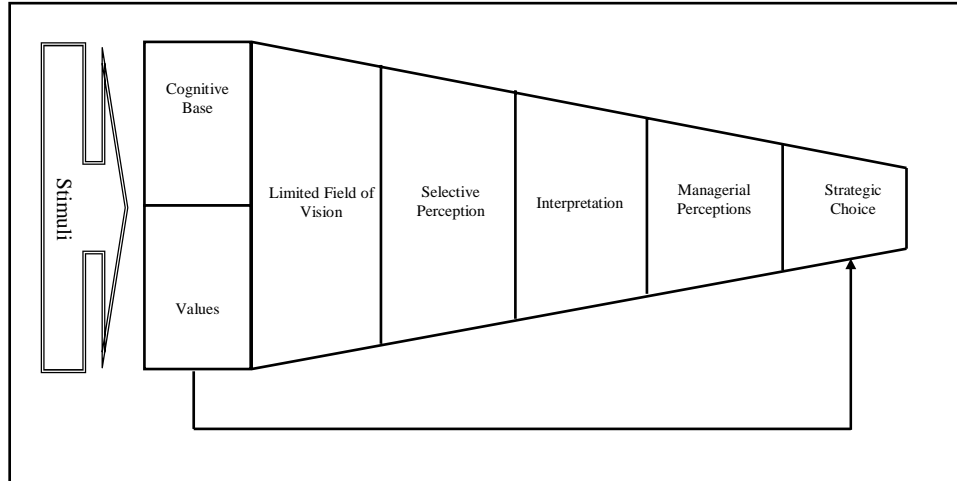 Stimuli
Cognitive
Base
Values
Limited Field of
Vision
Selective
Perception
Interpretation
Managerial
Perceptions
Strategic
Choice